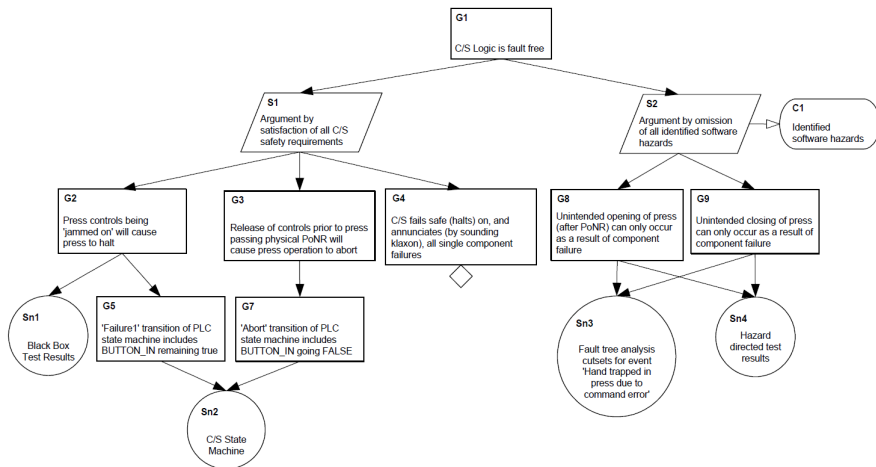 G1
C/S Logic is fault free
S1
Argument by
satisfaction of all C/S
safety requirements
S2
Argument by omission
of all identified software
hazards
C1
Identified
software hazards
G2
Press controls being
'jammed on' will cause
press to halt
G3
Release of controls prior to press
passing physical PoNR will
cause press operation to abort
G4
C/S fails safe (halts) on, and
annunciates (by sounding
klaxon), all single component
failures
G8
Unintended opening of press
(after PoNR) can only occur
as a result of component
failure
G9
Unintended closing of press
can only occur as a result of
component failure
Sn1
Black Box
Test Results
G5
'Failure1' transition of PLC
state machine includes
BUTTON_IN remaining true
G7
'Abort' transition of PLC
state machine includes
BUTTON_IN going FALSE
Sn3
Fault tree analysis
cutsets for event
'Hand trapped in
press due to
command error'
Sn4
Hazard
directed test
results
Sn2
C/S State
Machine